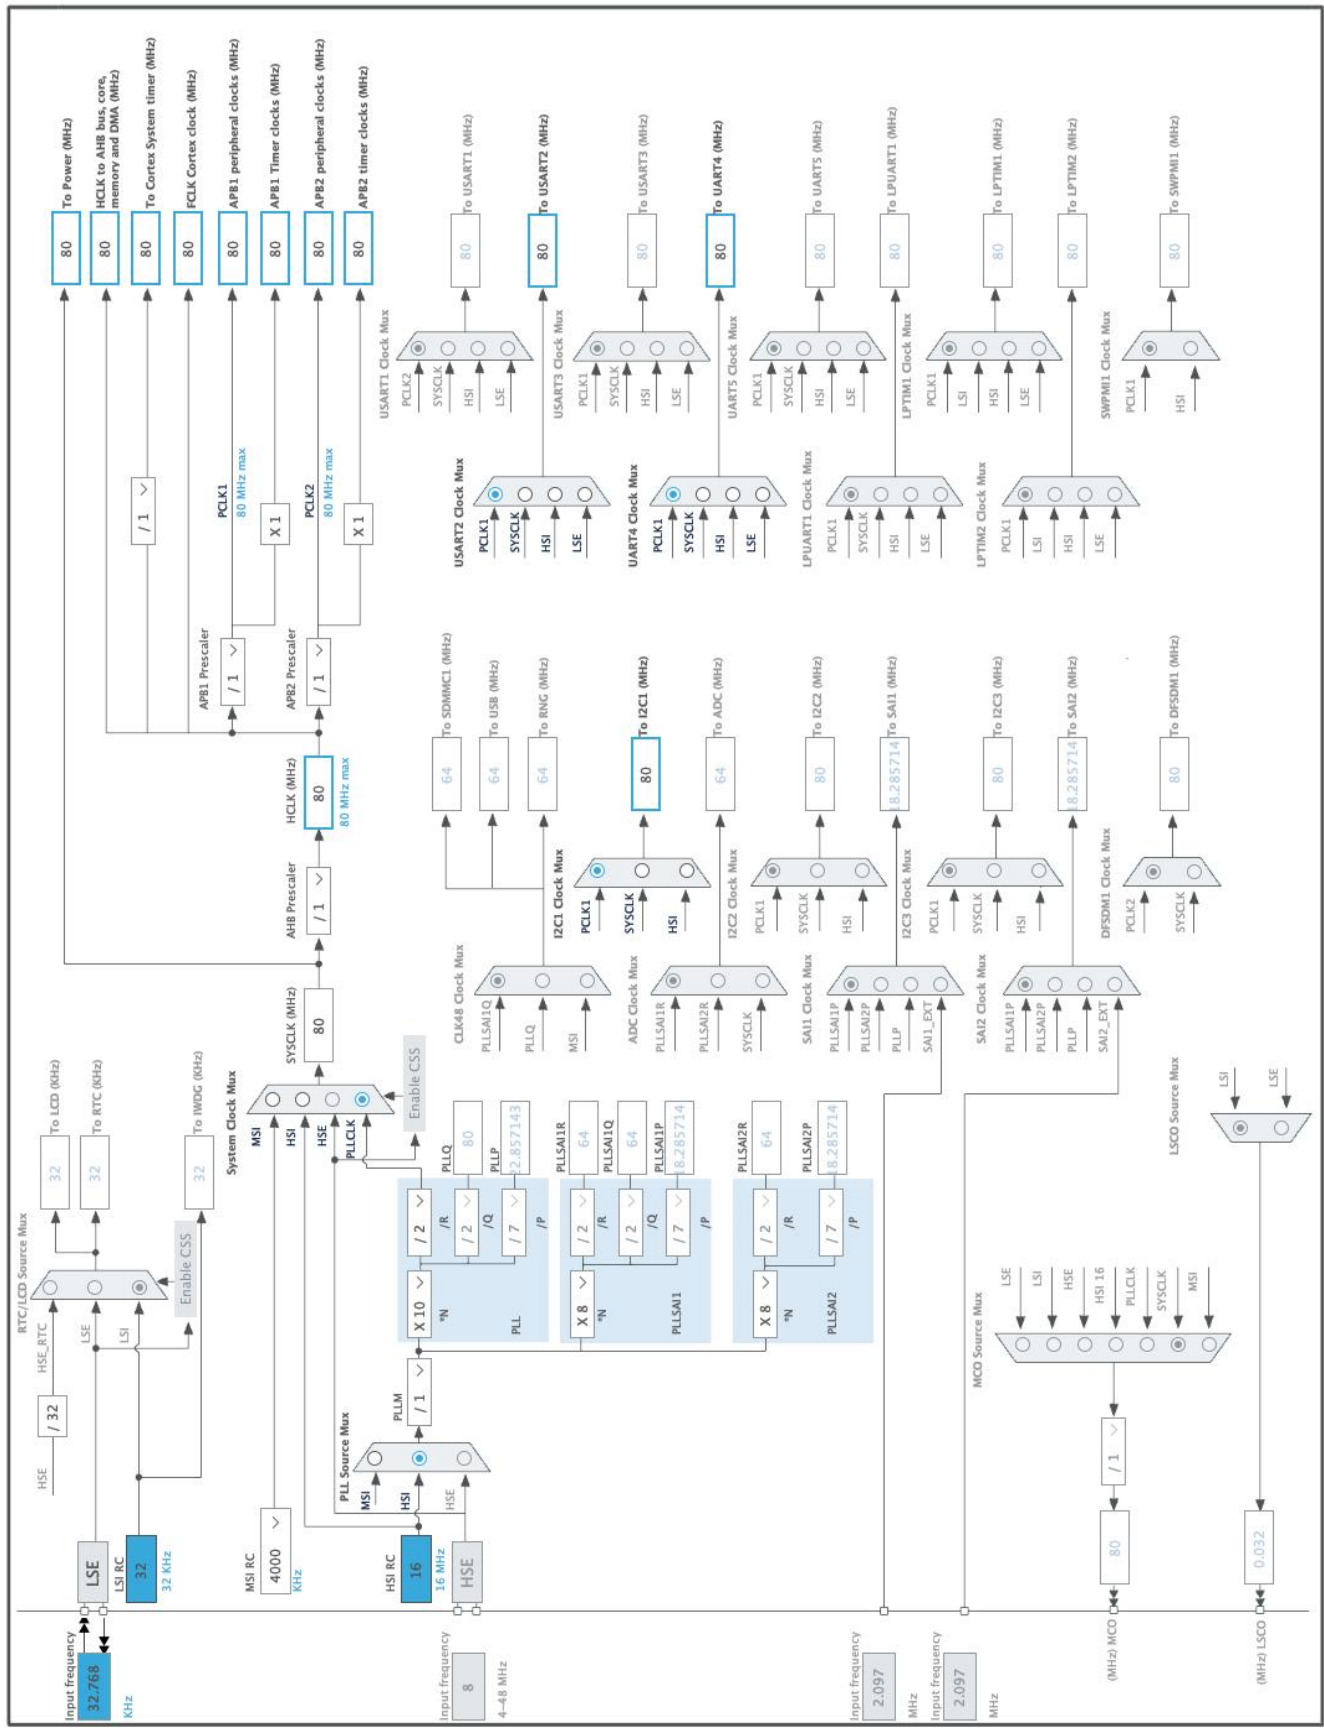 Input frequency
32.768
KHz
LSE
LSI RC
32
32 KHz
HSE
/ 32
HSE_RTC
LSE
LSI
RTC/LCD Source Mux
Enable CSS
32
To LCD (KHz)
32
To RTC (KHz)
32
To IWDG (KHz)
MSI RC
4000
KHz
HSI RC
16
16 MHz
Input frequency
8
4-48 MHz
HSE
PLL Source Mux
MSI
HSI
HSE
PLLM
/ 1
X 10
*N
PLL
/ 2
/R
/ 2
/Q
/ 7
/P
PLLQ
80
PLLP
22.857143
X 8
*N
PLLSAI1
/ 2
/R
/ 2
/Q
/ 7
/P
PLLSAI1R
64
PLLSAI1Q
64
PLLSAI1P
18.285714
X 8
*N
PLLSAI2
/ 2
/R
/ 7
/P
PLLSAI2R
64
PLLSAI2P
18.285714
System Clock Mux
MSI
HSI
HSE
PLLCLK
Enable CSS
SYSCLK (MHz)
80
AHB Prescaler
/ 1
HCLK (MHz)
80
80 MHz max
APB1 Prescaler
/ 1
APB2 Prescaler
/ 1
/ 1
PCLK1
80 MHz max
X 1
PCLK2
80 MHz max
X 1
80
To Power (MHz)
80
HCLK to AHB bus, core,
memory and DMA (MHz)
80
To Cortex System timer (MHz)
80
FCLK Cortex clock (MHz)
80
APB1 peripheral clocks (MHz)
80
APB1 Timer clocks (MHz)
80
APB2 peripheral clocks (MHz)
80
APB2 timer clocks (MHz)
CLK48 Clock Mux
PLLSAI1Q
PLLQ
MSI
64
To SDMMC1 (MHz)
64
To USB (MHz)
64
To RNG (MHz)
I2C1 Clock Mux
PCLK1
SYSCLK
HSI
80
To I2C1 (MHz)
ADC Clock Mux
PLLSAI1R
PLLSAI2R
SYSCLK
64
To ADC (MHz)
I2C2 Clock Mux
PCLK1
SYSCLK
HSI
80
To I2C2 (MHz)
SAI1 Clock Mux
PLLSAI1P
PLLSAI2P
PLLP
SAI1_EXT
18.285714
To SAI1 (MHz)
I2C3 Clock Mux
PCLK1
SYSCLK
HSI
80
To I2C3 (MHz)
SAI2 Clock Mux
PLLSAI1P
PLLSAI2P
PLLP
SAI2_EXT
18.285714
To SAI2 (MHz)
DFSDM1 Clock Mux
PCLK2
SYSCLK
80
To DFSDM1 (MHz)
USART1 Clock Mux
PCLK2
SYSCLK
HSI
LSE
80
To USART1 (MHz)
USART2 Clock Mux
PCLK1
SYSCLK
HSI
LSE
80
To USART2 (MHz)
USART3 Clock Mux
PCLK1
SYSCLK
HSI
LSE
80
To USART3 (MHz)
UART4 Clock Mux
PCLK1
SYSCLK
HSI
LSE
80
To UART4 (MHz)
UART5 Clock Mux
PCLK1
SYSCLK
HSI
LSE
80
To UART5 (MHz)
LPUART1 Clock Mux
PCLK1
SYSCLK
HSI
LSE
80
To LPUART1 (MHz)
LPTIM1 Clock Mux
PCLK1
LSI
HSI
LSE
80
To LPTIM1 (MHz)
LPTIM2 Clock Mux
PCLK1
LSI
HSI
LSE
80
To LPTIM2 (MHz)
SWPMI1 Clock Mux
PCLK1
HSI
80
To SWPMI1 (MHz)
Input frequency
2.097
MHz
Input frequency
2.097
MHz
(MHz) MCO
80
/ 1
MCO Source Mux
LSE
LSI
HSE
HSI 16
PLLCLK
SYSCLK
MSI
(MHz) LSCO
0.032
LSCO Source Mux
LSI
LSE